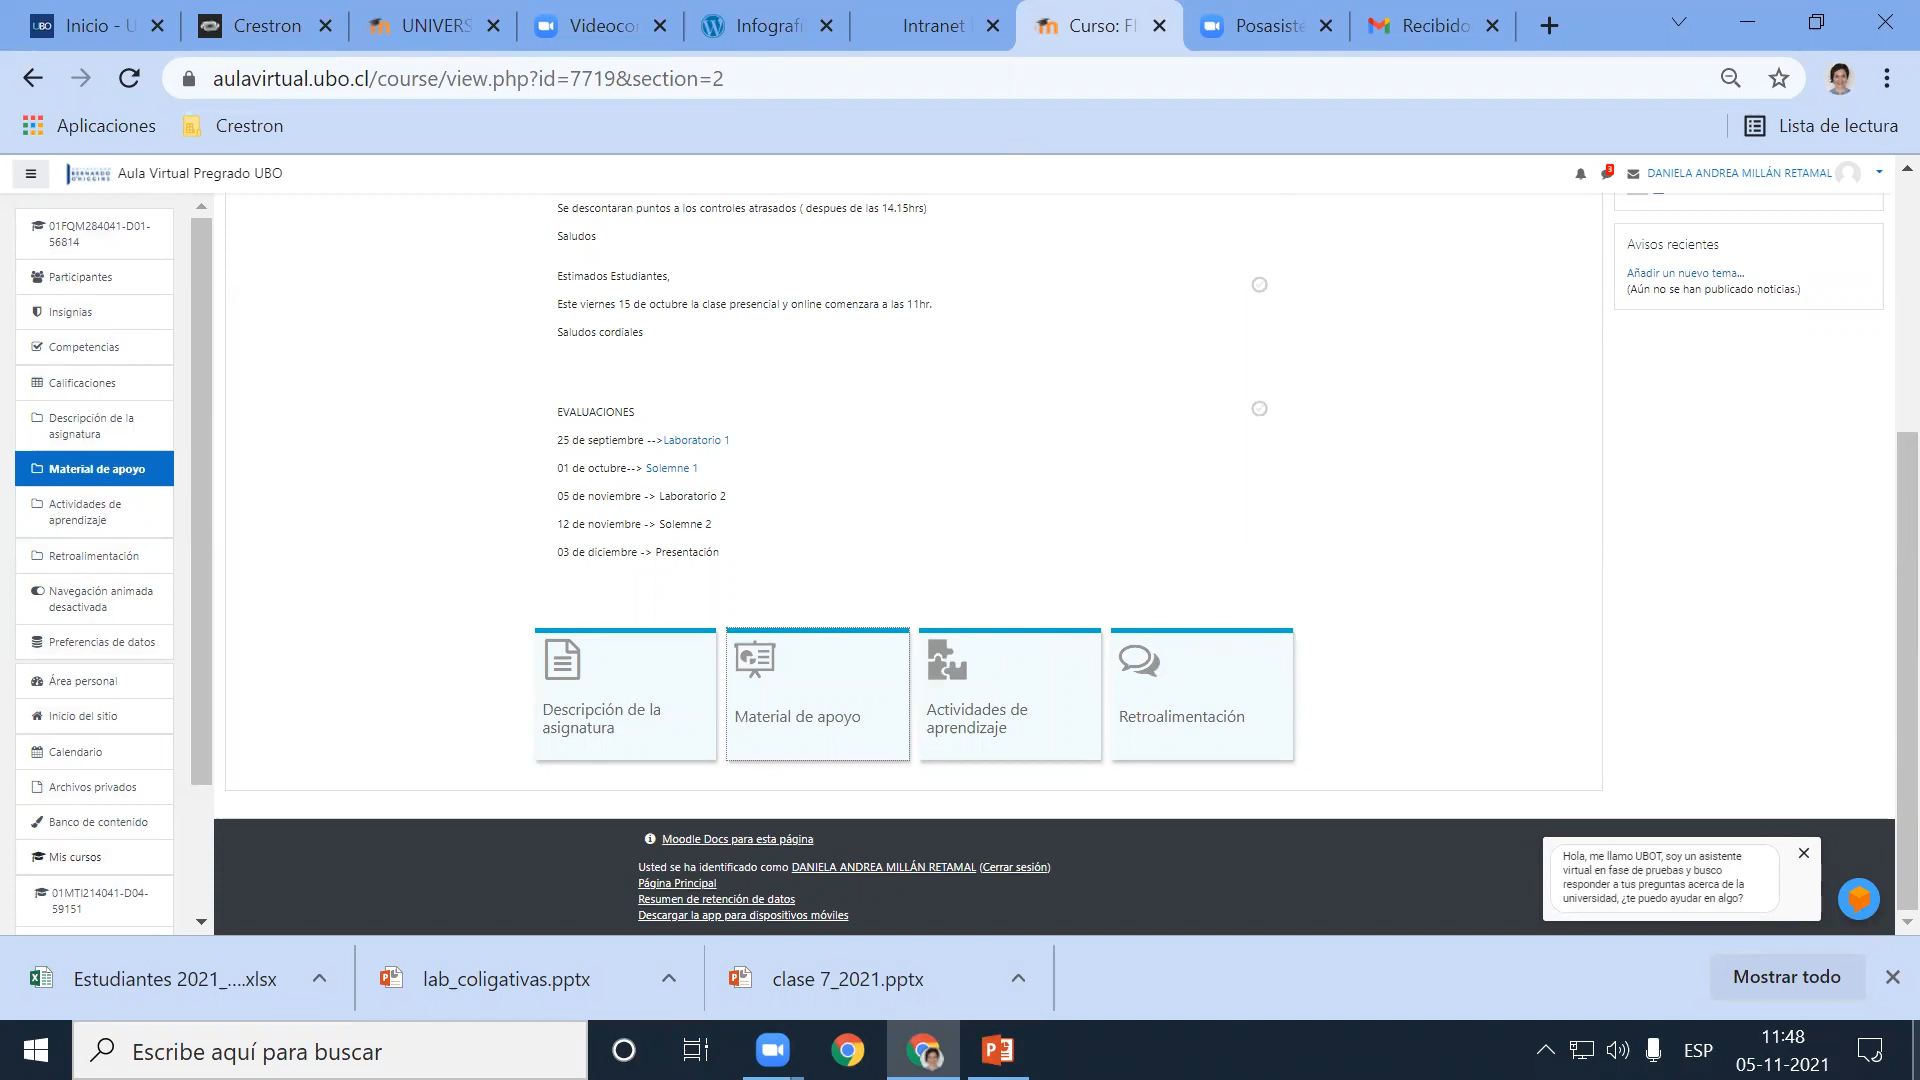 Inicio - U
Crestron
UNIVERS
Videoco
Infografi
Intranet
Curso: FI
Posasiste
Recibido
aulavirtual.ubo.cl/course/view.php?id=7719&section=2
Aplicaciones
Crestron
Lista de lectura
BERNARDO
O'HIGGINS
Aula Virtual Pregrado UBO
3
DANIELA ANDREA MILLÁN RETAMAL
01FQM284041-D01-
56814
Participantes
Insignias
Competencias
Calificaciones
Descripción de la
asignatura
Material de apoyo
Actividades de
aprendizaje
Retroalimentación
Navegación animada
desactivada
Preferencias de datos
Área personal
Inicio del sitio
Calendario
Archivos privados
Banco de contenido
Mis cursos
01MTI214041-D04-
59151
Se descontaran puntos a los controles atrasados ( despues de las 14.15hrs)
Saludos
Estimados Estudiantes,
Este viernes 15 de octubre la clase presencial y online comenzara a las 11hr.
Saludos cordiales
EVALUACIONES
25 de septiembre -->Laboratorio 1
01 de octubre--> Solemne 1
05 de noviembre -> Laboratorio 2
12 de noviembre -> Solemne 2
03 de diciembre -> Presentación
Descripción de la
asignatura
Material de apoyo
Actividades de
aprendizaje
Retroalimentación
Avisos recientes
Añadir un nuevo tema...
(Aún no se han publicado noticias.)
Moodle Docs para esta página
Usted se ha identificado como DANIELA ANDREA MILLÁN RETAMAL (Cerrar sesión)
Página Principal
Resumen de retención de datos
Descargar la app para dispositivos móviles
Hola, me llamo UBOT, soy un asistente
virtual en fase de pruebas y busco
responder a tus preguntas acerca de la
universidad, ¿te puedo ayudar en algo?
Estudiantes 2021_....xlsx
lab_coligativas.pptx
clase 7_2021.pptx
Mostrar todo
Escribe aquí para buscar
ESP
11:48
05-11-2021